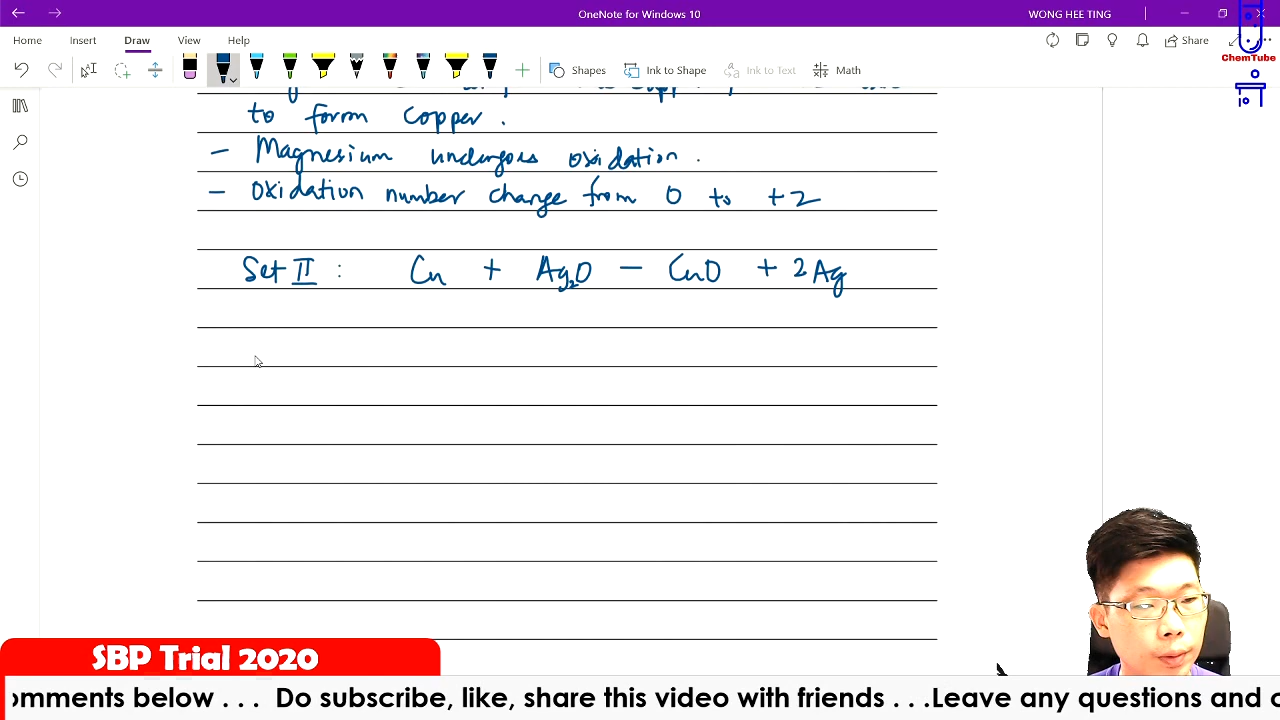 OneNote for Windows 10
WONG HEE TING
Home Insert Draw View Help
Share
ChemTube
Shapes Ink to Shape Ink to Text Math
to form copper.
- Magnesium undergoes oxidation.
- Oxidation number change from 0 to +2
Set II : Cu + Ag₂O - CuO + 2Ag
SBP Trial 2020
omments below . . . Do subscribe, like, share this video with friends . . .Leave any questions and c